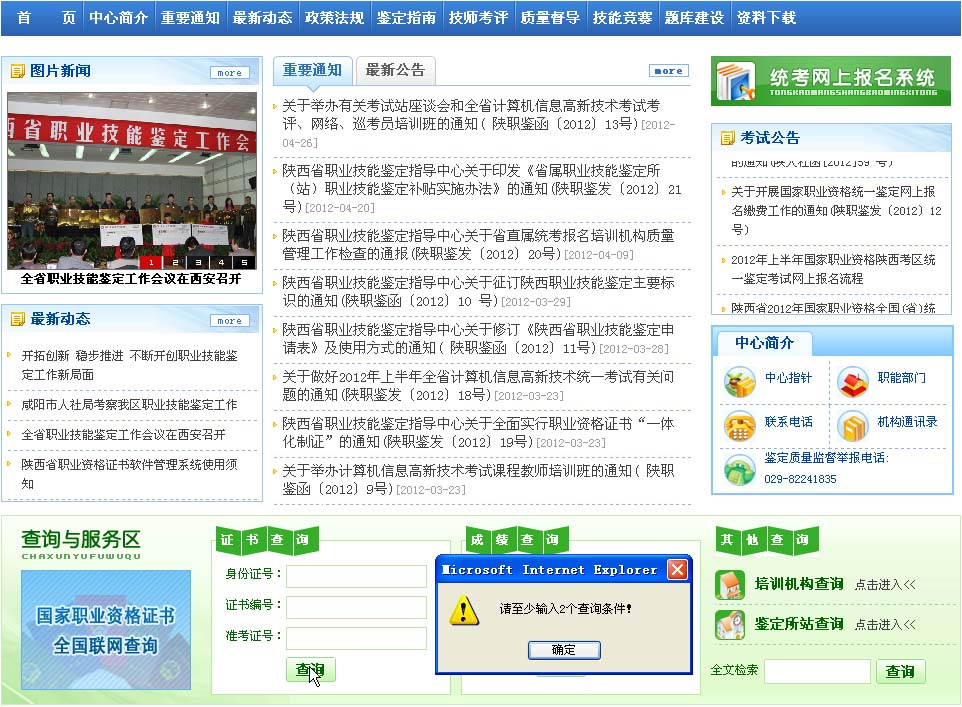 首 页 中心简介 重要通知 最新动态 政策法规 鉴定指南 技师考评 质量督导 技能竞赛 题库建设 资料下载
图片新闻 more
西省职业技能鉴定工作会
1 2 3 4 5
全省职业技能鉴定工作会议在西安召开
最新动态 more
开拓创新 稳步推进 不断开创职业技能鉴
定工作新局面
咸阳市人社局考察我区职业技能鉴定工作
全省职业技能鉴定工作会议在西安召开
陕西省职业资格证书软件管理系统使用须
知
重要通知 最新公告 more
关于举办有关考试站座谈会和全省计算机信息高新技术考试考
评、网络、巡考员培训班的通知( 陕职鉴函〔2012〕13号)[2012-
04-26]
陕西省职业技能鉴定指导中心关于印发《省属职业技能鉴定所
（站）职业技能鉴定补贴实施办法》的通知(陕职鉴发〔2012〕21
号)[2012-04-20]
陕西省职业技能鉴定指导中心关于省直属统考报名培训机构质量
管理工作检查的通报(陕职鉴发〔2012〕20号)[2012-04-09]
陕西省职业技能鉴定指导中心关于征订陕西职业技能鉴定主要标
识的通知(陕职鉴函〔2012〕10 号)[2012-03-29]
陕西省职业技能鉴定指导中心关于修订《陕西省职业技能鉴定申
请表》及使用方式的通知( 陕职鉴函〔2012〕11号)[2012-03-28]
关于做好2012年上半年全省计算机信息高新技术统一考试有关问
题的通知(陕职鉴发〔2012〕18号)[2012-03-23]
陕西省职业技能鉴定指导中心关于全面实行职业资格证书“一体
化制证”的通知(陕职鉴发〔2012〕19号)[2012-03-23]
关于举办计算机信息高新技术考试课程教师培训班的通知( 陕职
鉴函〔2012〕9号)[2012-03-23]
统考网上报名系统
TONGKAOWANGSHANGBAOMINGXITONG
考试公告
的通知(陕人社函[2012]59 号)
关于开展国家职业资格统一鉴定网上报
名缴费工作的通知(陕职鉴发〔2012〕12
号)
2012年上半年国家职业资格陕西考区统
一鉴定考试网上报名流程
陕西省2012年国家职业资格全国(省)统
中心简介
中心指针 职能部门
联系电话 机构通讯录
鉴定质量监督举报电话:
029-82241835
查询与服务区
CHAXUNYUFUWUQU
国家职业资格证书
全国联网查询
证书查询
身份证号：
证书编号：
准考证号：
查询
成绩查询
Microsoft Internet Explorer
请至少输入2个查询条件!
确定
其他查询
培训机构查询 点击进入<<
鉴定所站查询 点击进入<<
全文检索 查询